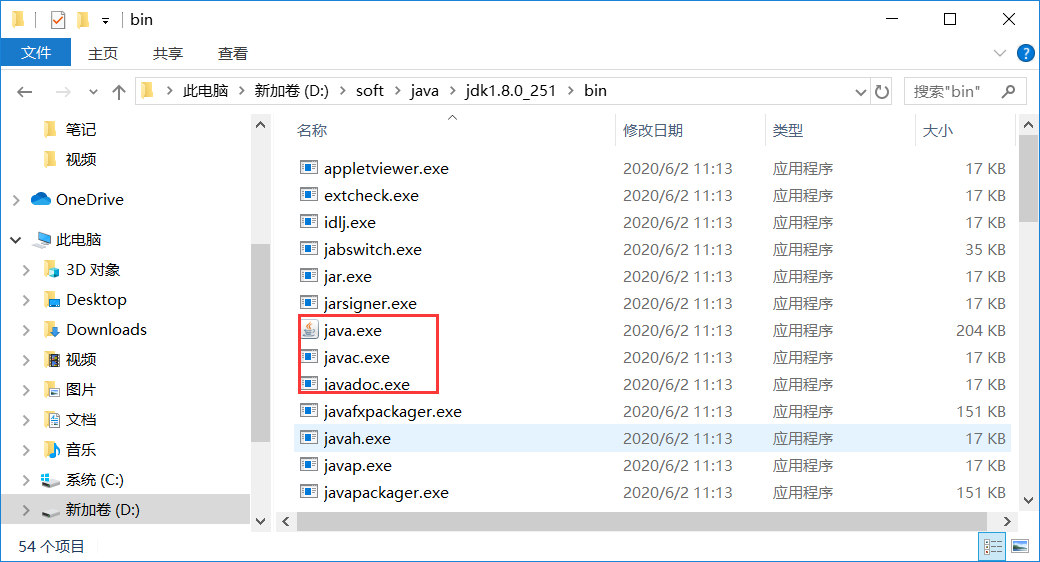 bin
文件 主页 共享 查看
此电脑 新加卷 (D:) soft java jdk1.8.0_251 bin 搜索"bin"
笔记
视频
OneDrive
此电脑
3D 对象
Desktop
Downloads
视频
图片
文档
音乐
系统 (C:)
新加卷 (D:)
名称 修改日期 类型 大小
appletviewer.exe 2020/6/2 11:13 应用程序 17 KB
extcheck.exe 2020/6/2 11:13 应用程序 17 KB
idlj.exe 2020/6/2 11:13 应用程序 17 KB
jabswitch.exe 2020/6/2 11:13 应用程序 35 KB
jar.exe 2020/6/2 11:13 应用程序 17 KB
jarsigner.exe 2020/6/2 11:13 应用程序 17 KB
java.exe 2020/6/2 11:13 应用程序 204 KB
javac.exe 2020/6/2 11:13 应用程序 17 KB
javadoc.exe 2020/6/2 11:13 应用程序 17 KB
javafxpackager.exe 2020/6/2 11:13 应用程序 151 KB
javah.exe 2020/6/2 11:13 应用程序 17 KB
javap.exe 2020/6/2 11:13 应用程序 17 KB
javapackager.exe 2020/6/2 11:13 应用程序 151 KB
54 个项目